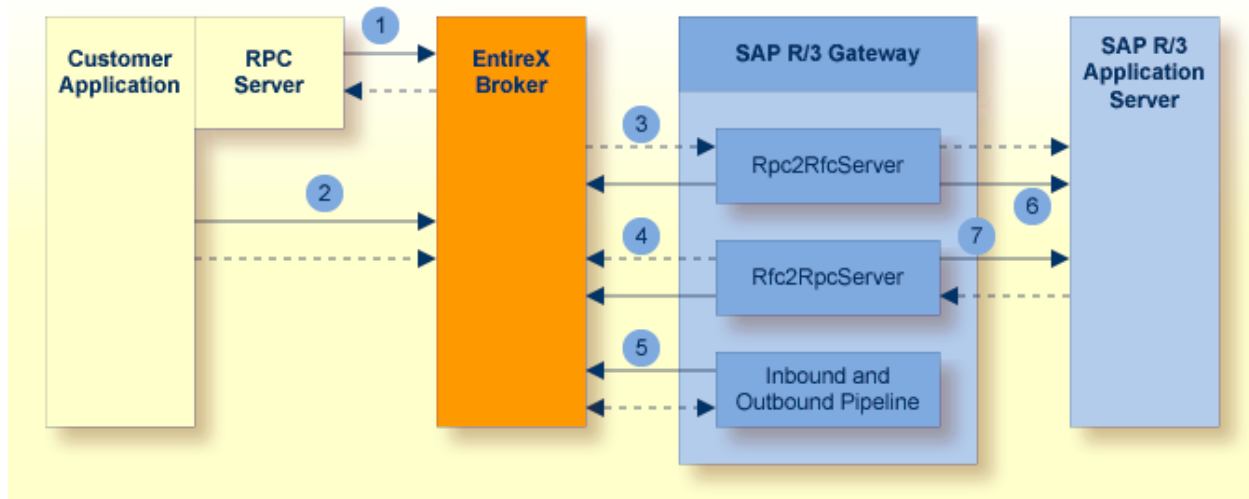 Customer
Application
RPC
Server
1
EntireX
Broker
SAP R/3 Gateway
SAP R/3
Application
Server
3
Rpc2RfcServer
2
6
4
Rfc2RpcServer
7
5
Inbound and
Outbound Pipeline